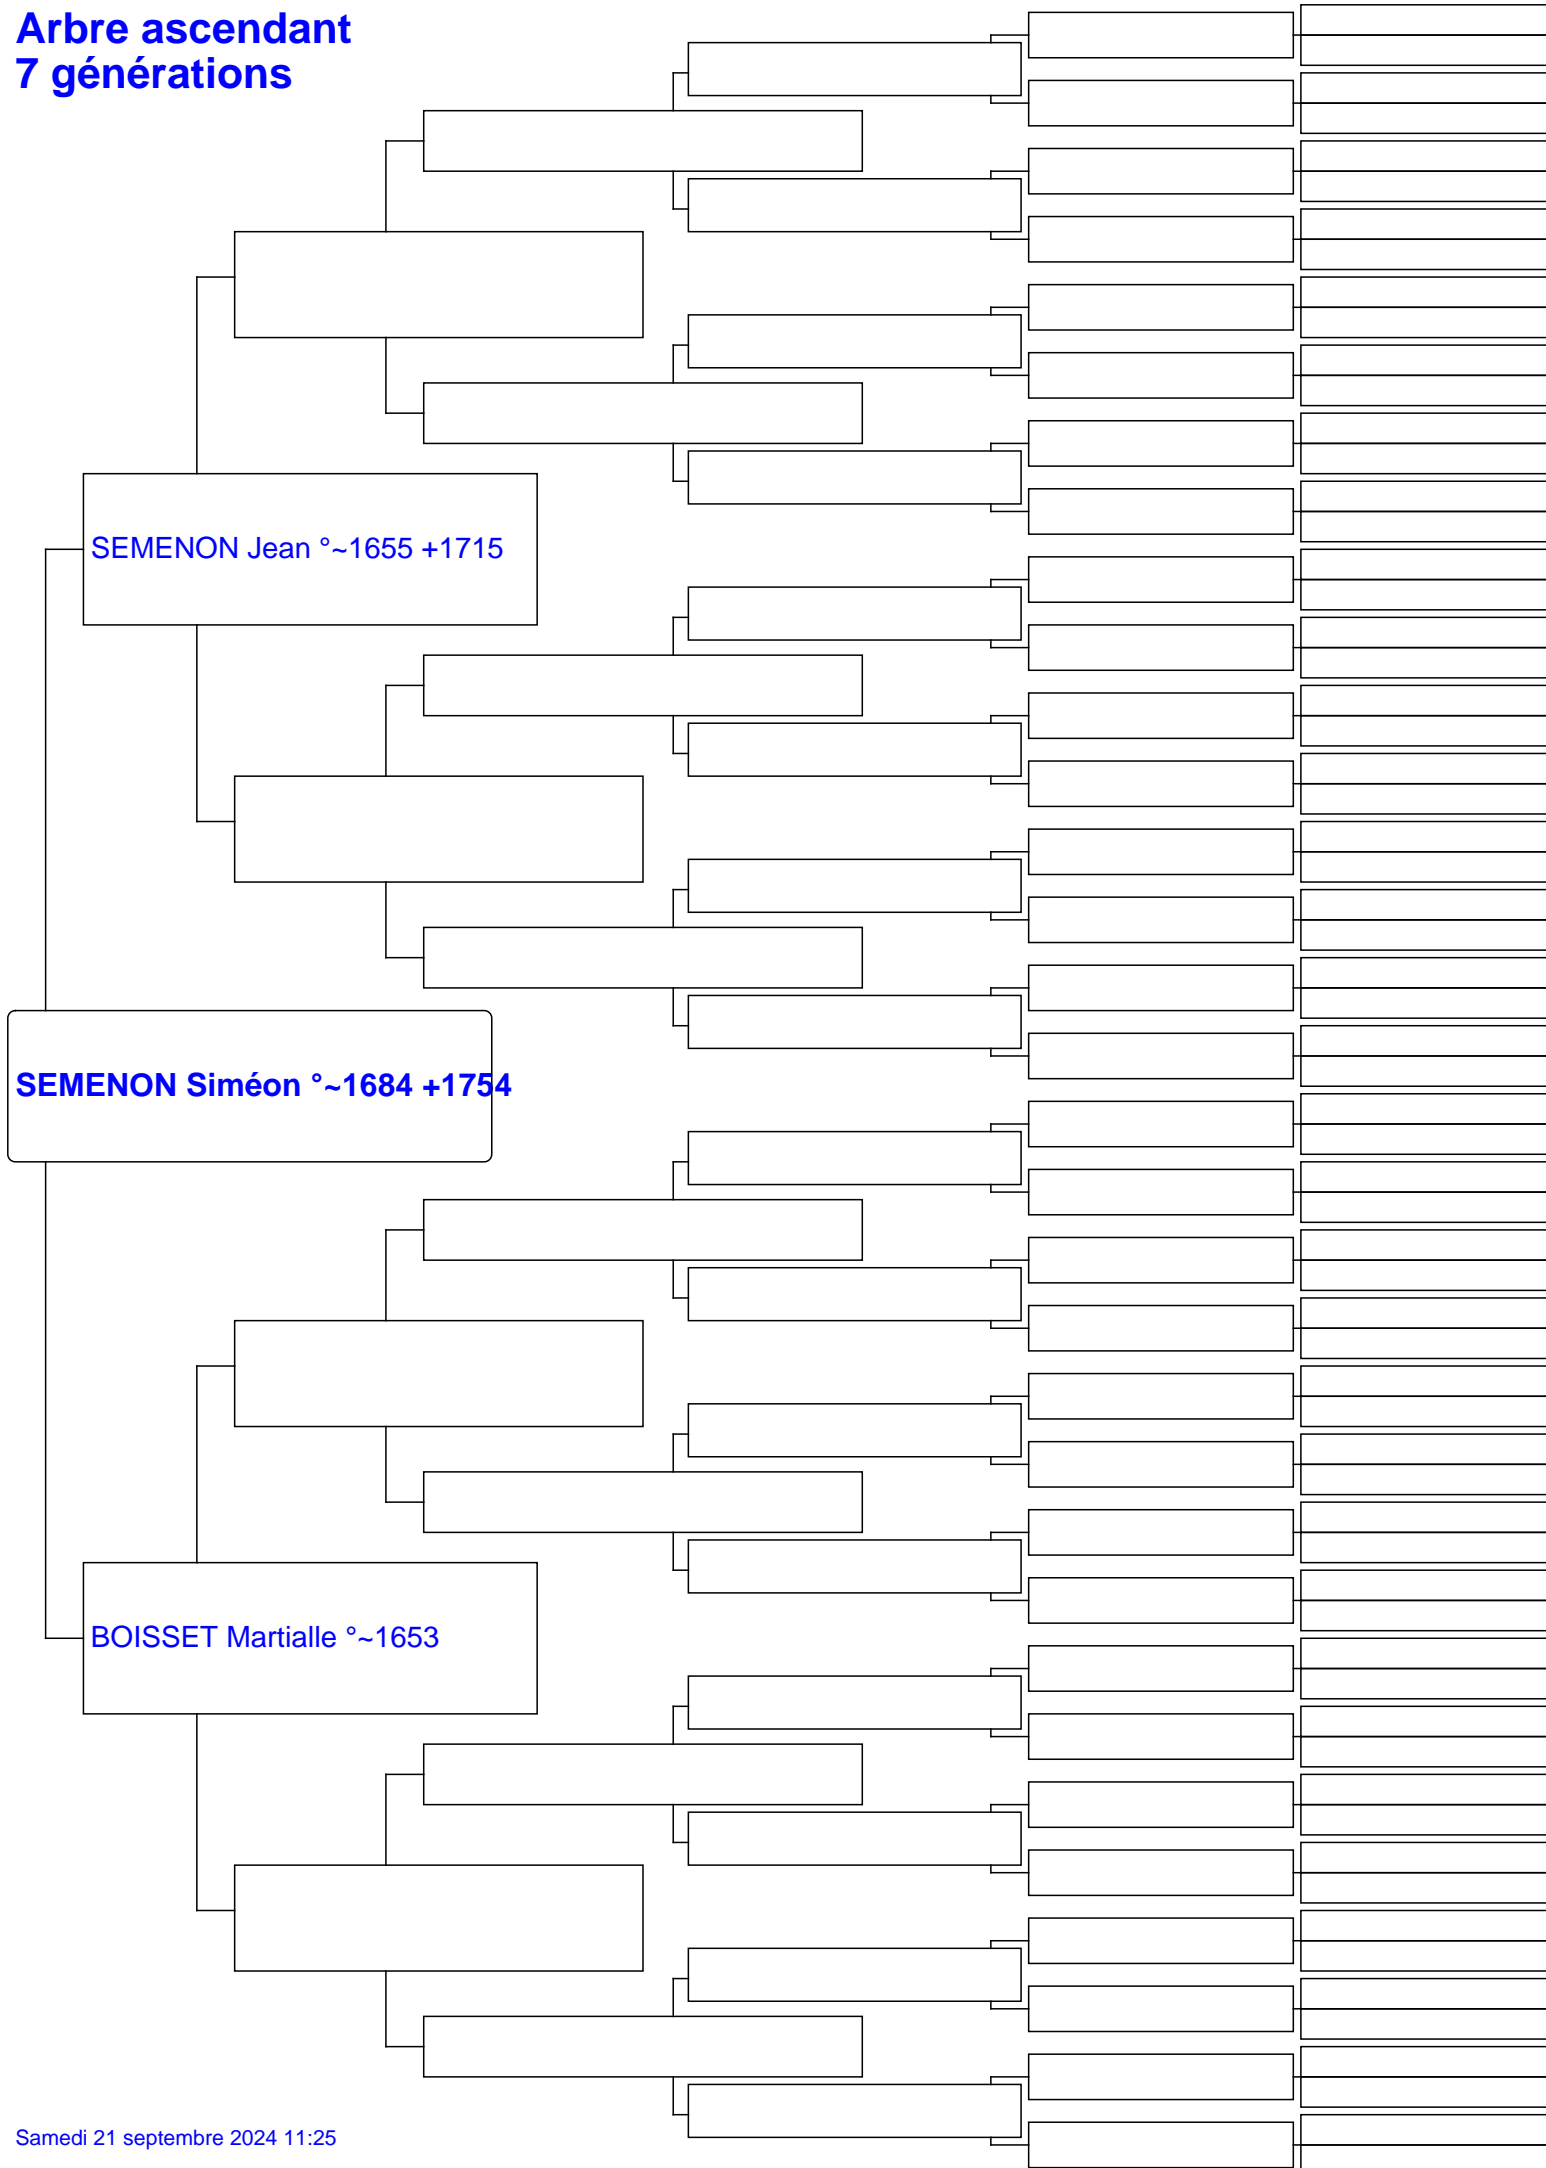 Arbre ascendant
7 générations
SEMENON Jean °~1655 +1715
SEMENON Siméon °~1684 +1754
BOISSET Martialle °~1653
Samedi 21 septembre 2024 11:25